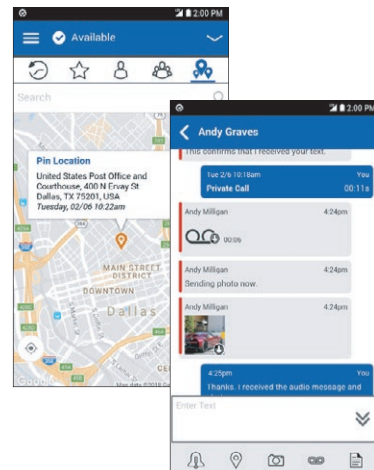 2:00 PM
Available
Search
Pin Location
United States Post Office and
Courthouse, 400 N Ervay St
Dallas, TX 75201, USA
Tuesday, 02/06 10:22am
MAIN STREET
DISTRICT
DOWNTOWN
Dallas
Google
Map data ©2018 Go
2:00 PM
Andy Graves
This confirms that I received your text.
Tue 2/6 10:18am You
Private Call 00:11s
Andy Milligan 4:24pm
00:06
Andy Milligan 4:24pm
Sending photo now.
Andy Milligan 4:24pm
4:25pm You
Thanks. I received the audio message and
Enter Text